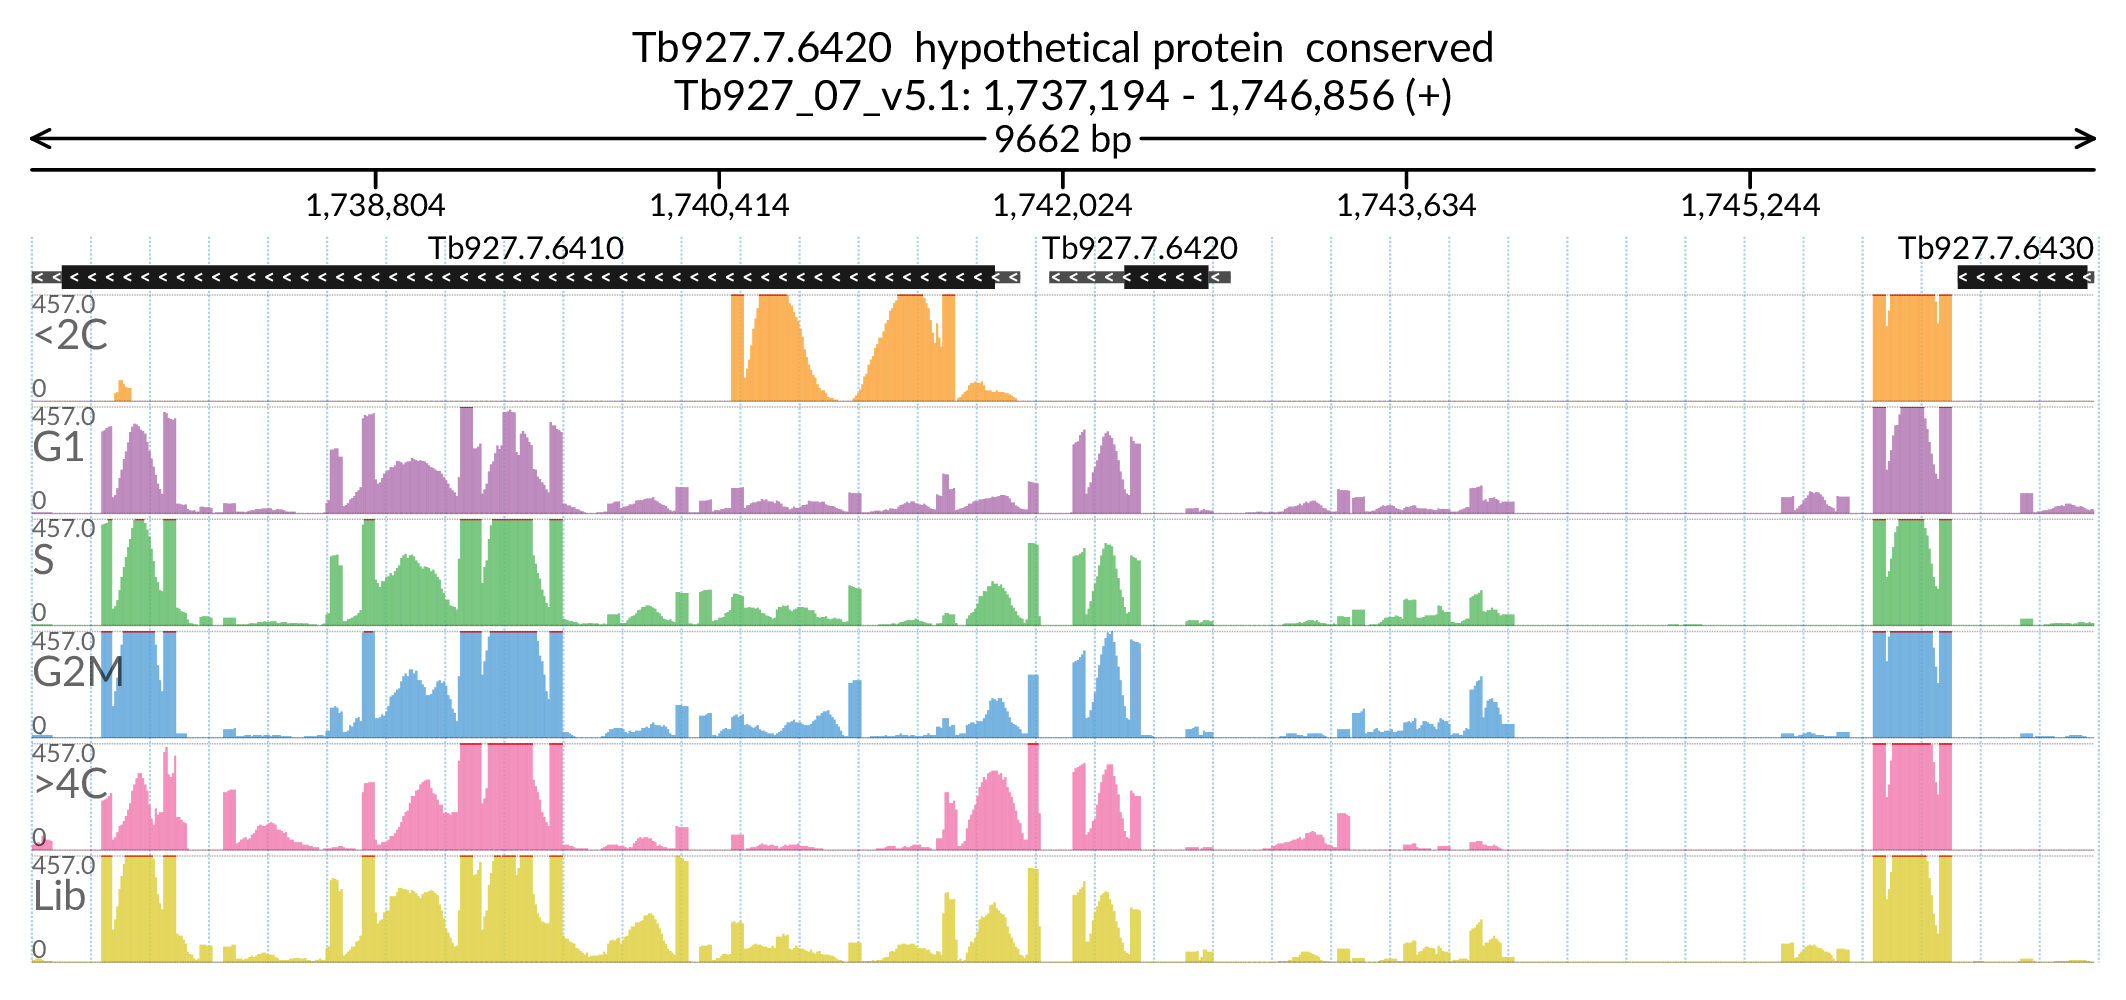 Tb927.7.6420 hypothetical protein conserved
Tb927_07_v5.1: 1,737,194 - 1,746,856 (+)
9662 bp
1,738,804 1,740,414 1,742,024 1,743,634 1,745,244
Tb927.7.6410 Tb927.7.6420 Tb927.7.6430
457.0
<2C
0
457.0
G1
0
457.0
S
0
457.0
G2M
0
457.0
>4C
0
457.0
Lib
0